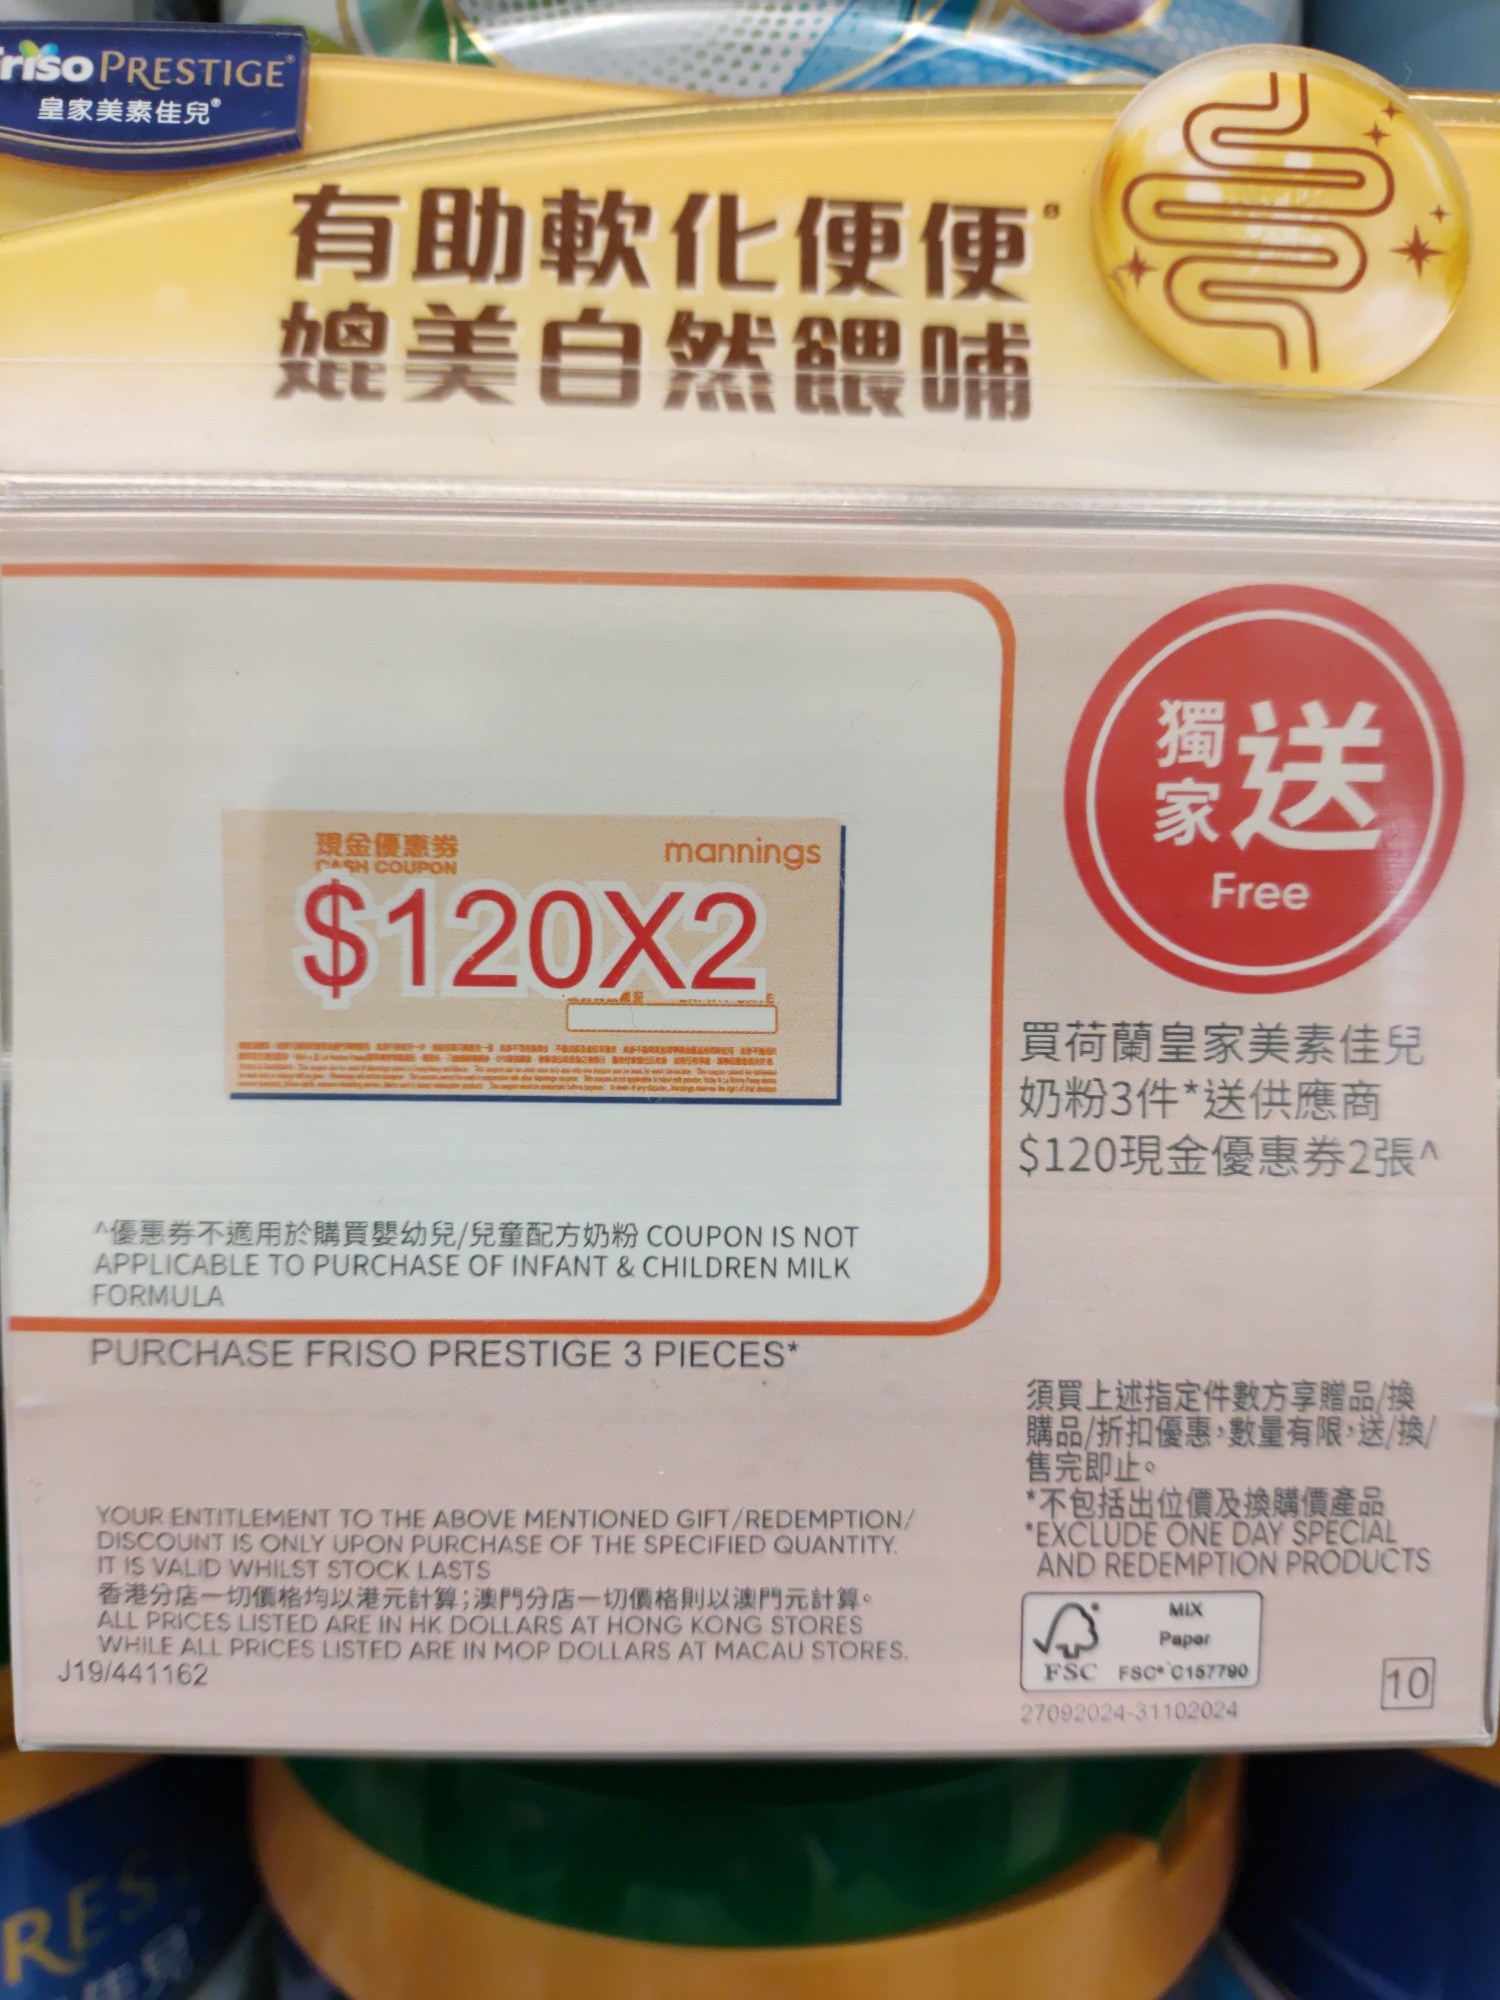 riso PRESTIGE®
皇家美素佳兒®
有助軟化便便ø
媲美自然餵哺
現金優惠券
CASH COUPON
mannings
$120X2
獨家送
Free
買荷蘭皇家美素佳兒
奶粉3件*送供應商
$120現金優惠券2張^
^優惠券不適用於購買嬰幼兒/兒童配方奶粉 COUPON IS NOT
APPLICABLE TO PURCHASE OF INFANT & CHILDREN MILK
FORMULA
PURCHASE FRISO PRESTIGE 3 PIECES*
須買上述指定件數方享贈品/換
購品/折扣優惠,數量有限,送/換/
售完即止。
*不包括出位價及換購價產品
*EXCLUDE ONE DAY SPECIAL
AND REDEMPTION PRODUCTS
YOUR ENTITLEMENT TO THE ABOVE MENTIONED GIFT/REDEMPTION/
DISCOUNT IS ONLY UPON PURCHASE OF THE SPECIFIED QUANTITY.
IT IS VALID WHILST STOCK LASTS
香港分店一切價格均以港元計算;澳門分店一切價格則以澳門元計算。
ALL PRICES LISTED ARE IN HK DOLLARS AT HONG KONG STORES
WHILE ALL PRICES LISTED ARE IN MOP DOLLARS AT MACAU STORES.
J19/441162
FSC
MIX
Paper
FSC® C157790
27092024-31102024
10
RES
佳兒